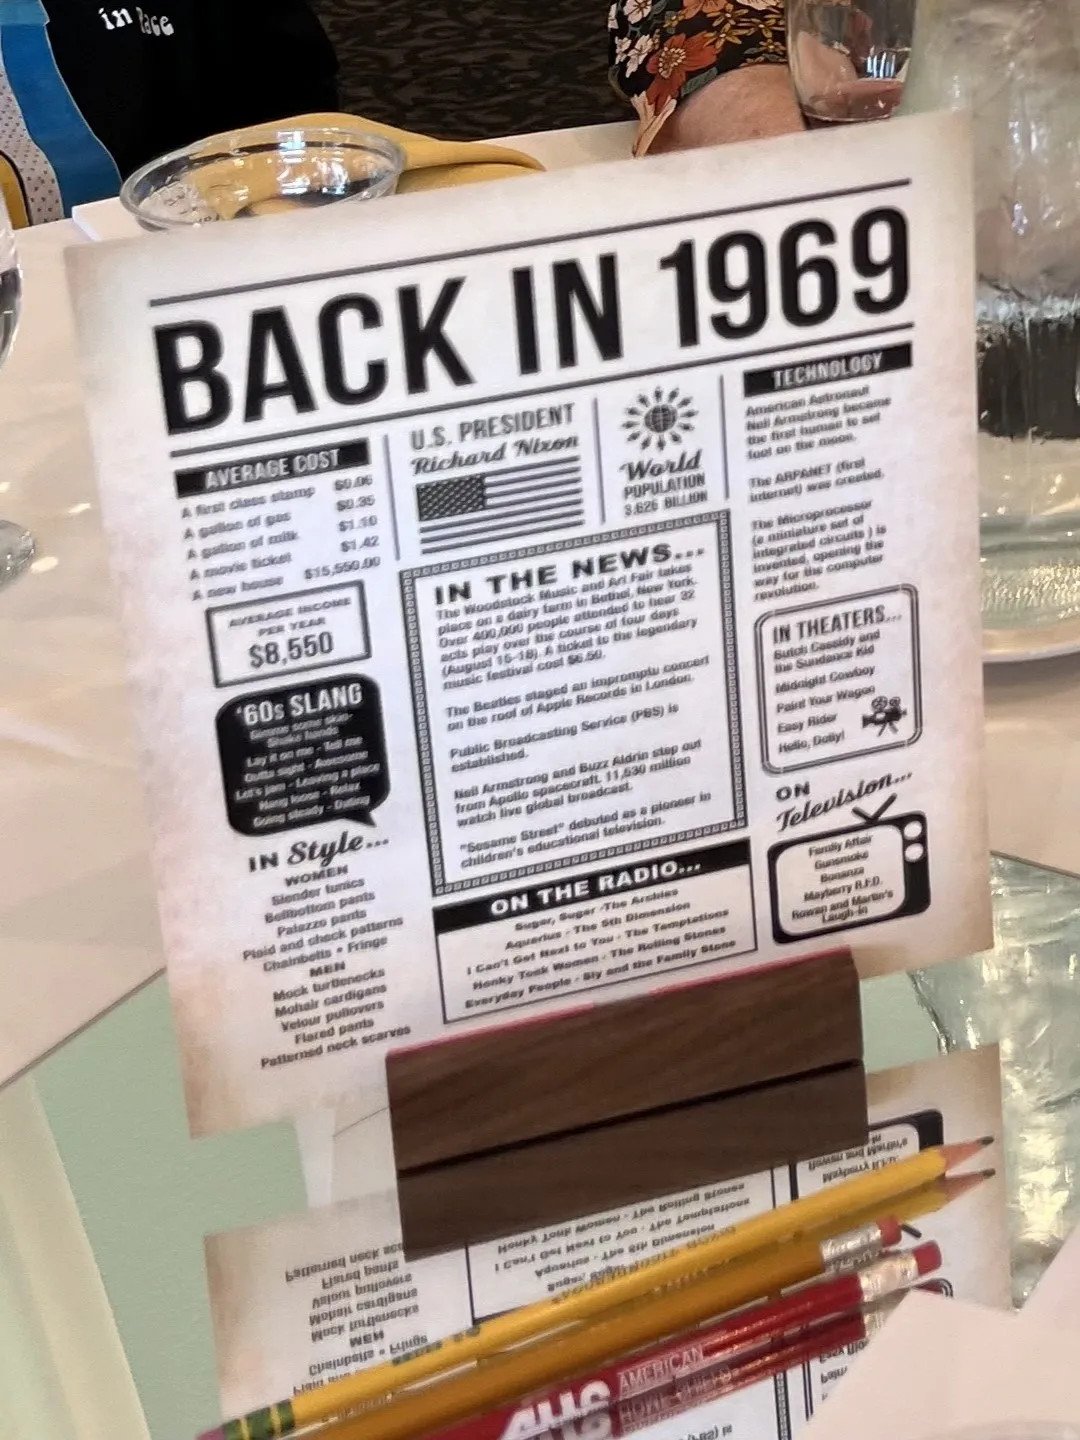 in
BACK IN 1969
AVERAGE COST
A first class stamp $0.06
A gallon of gas $0.35
A gallon of milk $1.10
A movie ticket $1.42
A new house $15,550.00
AVERAGE INCOME
PER YEAR
$8,550
'60s SLANG
Gimme some skin
Shake hands
Lay it on me - Tell me
Outta sight - Awesome
Let's jam - Leaving a place
Hang loose - Relax
Going steady - Dating
IN Style...
WOMEN
Slender tunics
Bellbottom pants
Palazzo pants
Plaid and check patterns
Chainbelts • Fringe
MEN
Mock turtlenecks
Mohair cardigans
Velour pullovers
Flared pants
Patterned neck scarves
U.S. PRESIDENT
Richard Nixon
World
POPULATION
3.626 BILLION
IN THE NEWS...
The Woodstock Music and Art Fair takes
place on a dairy farm in Bethel, New York.
Over 400,000 people attended to hear 32
acts play over the course of four days
(August 15-18). A ticket to the legendary
music festival cost $6.50.
The Beatles staged an impromptu concert
on the roof of Apple Records in London.
Public Broadcasting Service (PBS) is
established.
Neil Armstrong and Buzz Aldrin step out
from Apollo spacecraft. 11,530 million
watch live global broadcast.
"Sesame Street" debuted as a pioneer in
children's educational television.
ON THE RADIO...
Sugar, Sugar - The Archies
Aquarius - The 5th Dimension
I Can't Get Next to You - The Temptations
Honky Tonk Women - The Rolling Stones
Everyday People - Sly and the Family Stone
TECHNOLOGY
American Astronaut
Neil Armstrong became
the first human to set
foot on the moon.
The ARPANET (first
internet) was created.
The Microprocessor
(a miniature set of
integrated circuits ) is
invented, opening the
way for the computer
revolution.
IN THEATERS...
Butch Cassidy and
the Sundance Kid
Midnight Cowboy
Paint Your Wagon
Easy Rider
Hello, Dolly!
ON
Television...
Family Affair
Gunsmoke
Bonanza
Mayberry R.F.D.
Rowan and Martin's
Laugh-in
AHS AMERICAN
HOME SHIELD